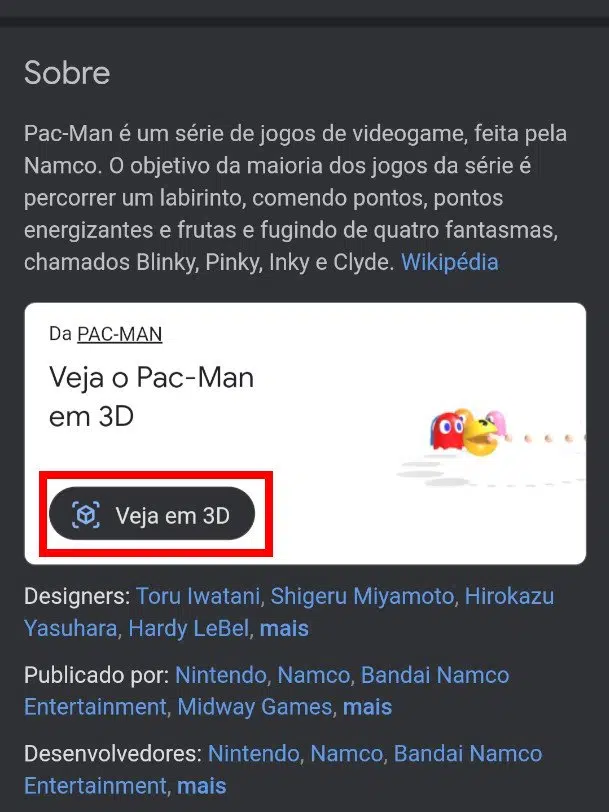 Sobre
Pac-Man é um série de jogos de videogame, feita pela
Namco. O objetivo da maioria dos jogos da série é
percorrer um labirinto, comendo pontos, pontos
energizantes e frutas e fugindo de quatro fantasmas,
chamados Blinky, Pinky, Inky e Clyde. Wikipédia
Da PAC-MAN
Veja o Pac-Man
em 3D
Veja em 3D
Designers: Toru Iwatani, Shigeru Miyamoto, Hirokazu
Yasuhara, Hardy LeBel, mais
Publicado por: Nintendo, Namco, Bandai Namco
Entertainment, Midway Games, mais
Desenvolvedores: Nintendo, Namco, Bandai Namco
Entertainment, mais